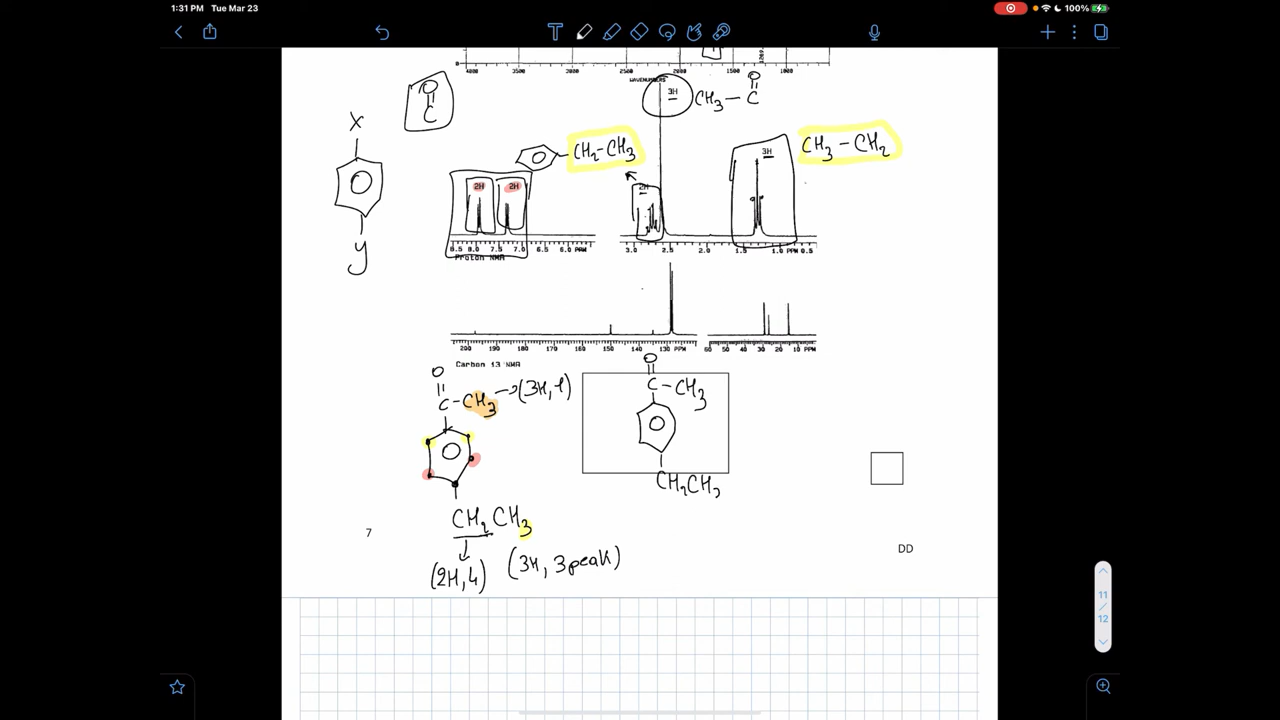 1:31 PM Tue Mar 23
100%
4000 3500 3000 2500 2000 1500 1000
WAVENUMBERS
O
C
3H
CH3 - C
O
X
CH2-CH3
CH3 - CH2
2H 2H
2H
3H
Y
8.5 8.0 7.5 7.0 6.5 6.0 PPM
3.0 2.5 2.0 1.5 1.0 PPM 0.5
Proton NMR
200 190 180 170 160 150 140 130 PPM
60 50 40 30 20 10 PPM
Carbon 13 NMR
O
C-CH3 → (3H, 1)
O
C-CH3
CH2CH3
CH2CH3
7
(2H,4) (3H, 3peak)
DD
11
/
12